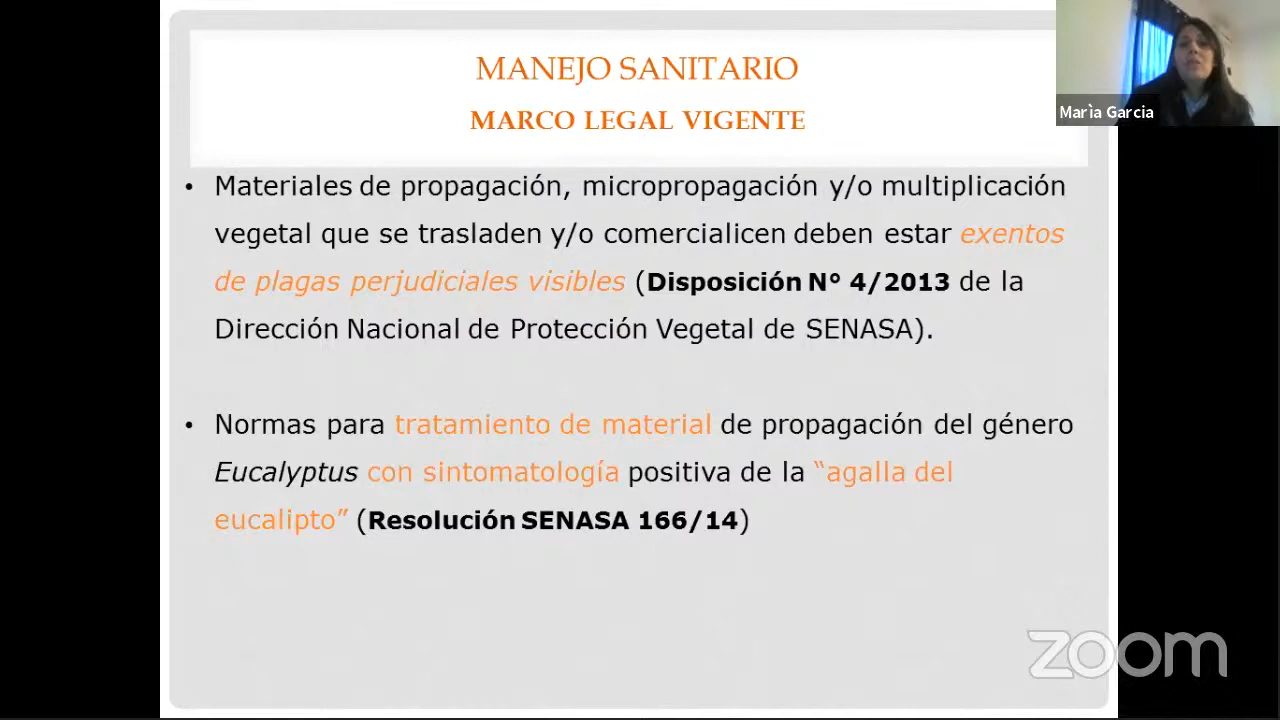 MANEJO SANITARIO
MARCO LEGAL VIGENTE
Marìa Garcia
• Materiales de propagación, micropropagación y/o multiplicación
vegetal que se trasladen y/o comercialicen deben estar exentos
de plagas perjudiciales visibles (Disposición N° 4/2013 de la
Dirección Nacional de Protección Vegetal de SENASA).
• Normas para tratamiento de material de propagación del género
Eucalyptus con sintomatología positiva de la “agalla del
eucalipto” (Resolución SENASA 166/14)
zoom